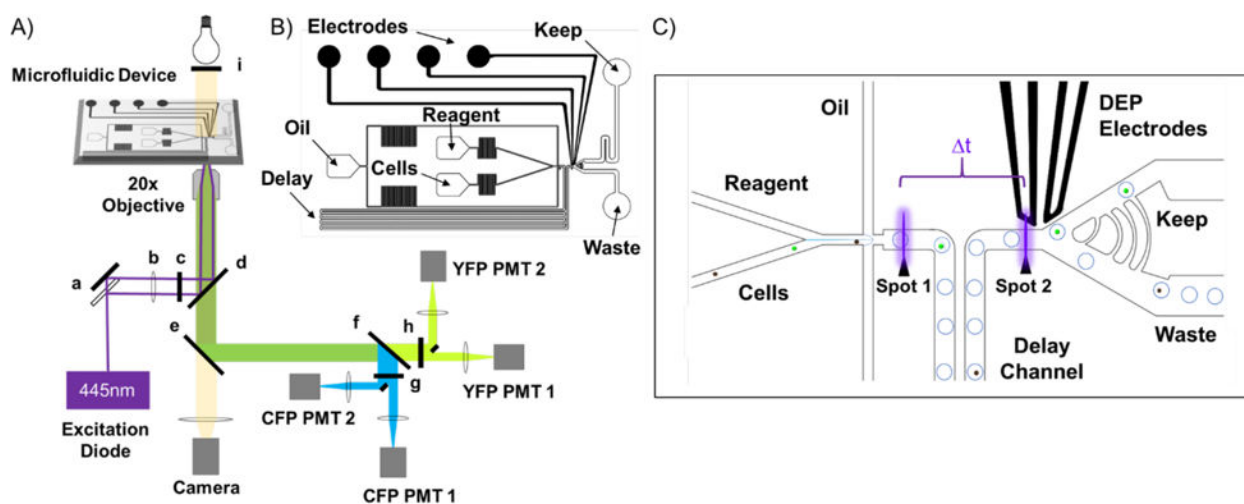 A)
i
Microfluidic Device
20x
Objective
a
b
c
d
e
f
h
g
445nm
Excitation
Diode
Camera
YFP PMT 2
YFP PMT 1
CFP PMT 2
CFP PMT 1
B)
Electrodes
Keep
Reagent
Oil
Cells
Delay
Waste
C)
Oil
DEP
Electrodes
Δt
Reagent
Keep
Spot 1
Spot 2
Cells
Waste
Delay
Channel